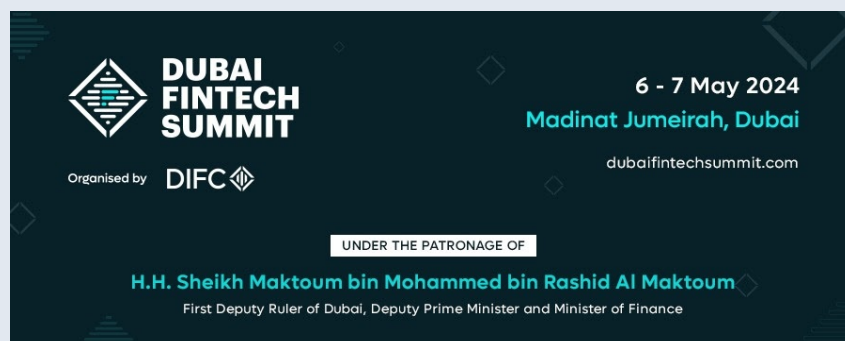 DUBAI
FINTECH
SUMMIT
Organised by DIFC
6 - 7 May 2024
Madinat Jumeirah, Dubai
dubaifintechsummit.com
UNDER THE PATRONAGE OF
H.H. Sheikh Maktoum bin Mohammed bin Rashid Al Maktoum
First Deputy Ruler of Dubai, Deputy Prime Minister and Minister of Finance